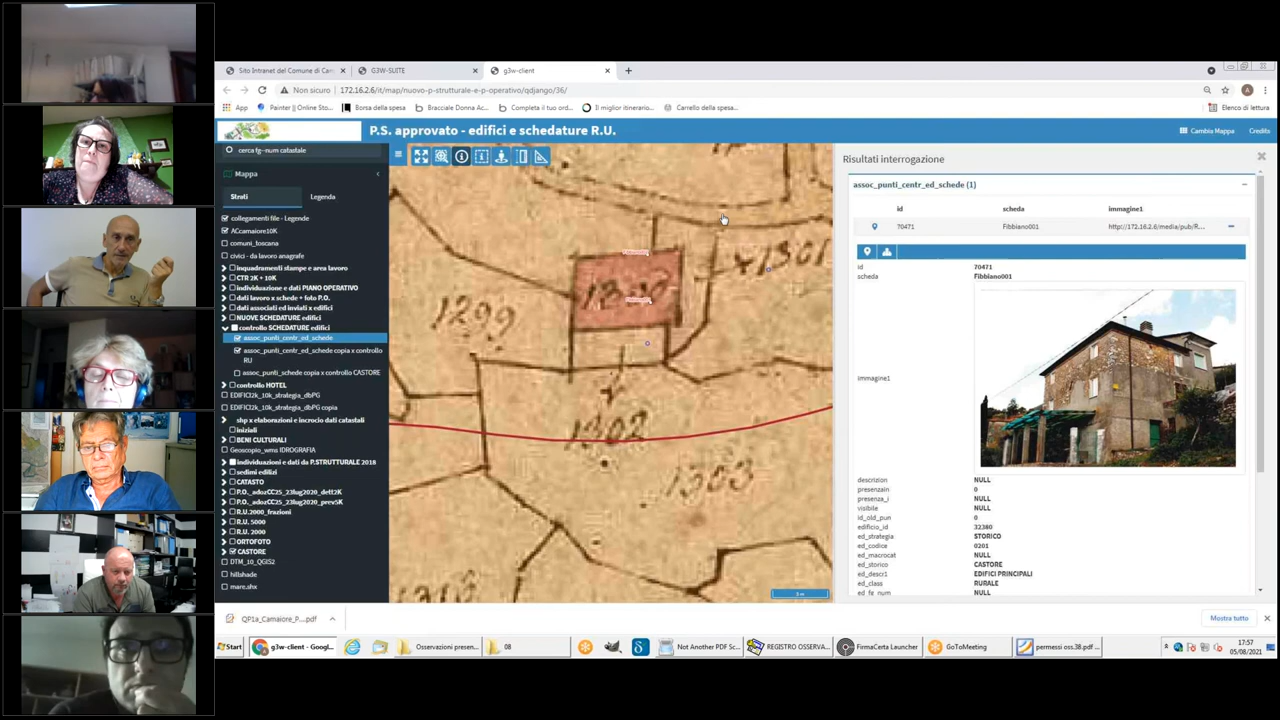 Sito Intranet del Comune di Car
G3W-SUITE
g3w-client
Non sicuro
172.16.2.6/it/map/nuovo-p-strutturale-e-p-operativo/qdjango/36/
App
Painter || Online Sto...
Borsa della spesa
Bracciale Donna Ac...
Completa il tuo ord...
Il miglior itinerario...
Carrello della spesa...
Elenco di lettura
P.S. approvato - edifici e schedature R.U.
Cambia Mappa
Credits
cerca fg--num catastale
Mappa
Strati
Legenda
collegamenti file - Legende
ACcamaiore10K
comuni_toscana
civici - da lavoro anagrafe
inquadramenti stampe e area lavoro
CTR 2K + 10K
individuazione e dati PIANO OPERATIVO
dati lavoro x schede + foto P.O.
dati associati ed inviati x edifici
NUOVE SCHEDATURE edifici
controllo SCHEDATURE edifici
assoc_punti_centr_ed_schede
assoc_punti_centr_ed_schede copia x controllo
RU
assoc_punti_schede copia x controllo CASTORE
controllo HOTEL
EDIFICI2k_10k_strategia_dbPG
EDIFICI2k_10k_strategia_dbPG copia
shp x elaborazioni e incrocio dati catastali
iniziali
BENI CULTURALI
Geoscopio_wms IDROGRAFIA
individuazioni e dati da P.STRUTTURALE 2018
sedimi edilizi
CATASTO
P.O._adozCC25_23lug2020_dett2K
P.O._adozCC25_23lug2020_prev5K
R.U.2000_frazioni
R.U. 5000
R.U. 2000
ORTOFOTO
CASTORE
DTM_10_QGIS2
hillshade
mare.shx
1301
1299
1302
1303
Risultati interrogazione
assoc_punti_centr_ed_schede (1)
id scheda immagine1
70471 Fibbiano001 http://172.16.2.6/media/pub/R...
id 70471
scheda Fibbiano001
immagine1
descrizion NULL
presenzain 0
presenza_i NULL
visibile NULL
id_old_pun 0
edificio_id 32380
ed_strategia STORICO
ed_codice 0201
ed_macrocat NULL
ed_storico CASTORE
ed_descr1 EDIFICI PRINCIPALI
ed_class RURALE
ed_fe_num NULL
QP1a_Camaiore_P....pdf
Mostra tutto
Start
g3w-client - Googl...
Osservazioni presen...
08
Not Another PDF Sc...
REGISTRO OSSERVA...
FirmaCerta Launcher
GoToMeeting
permessi oss.38.pdf ...
17:57
05/08/2021